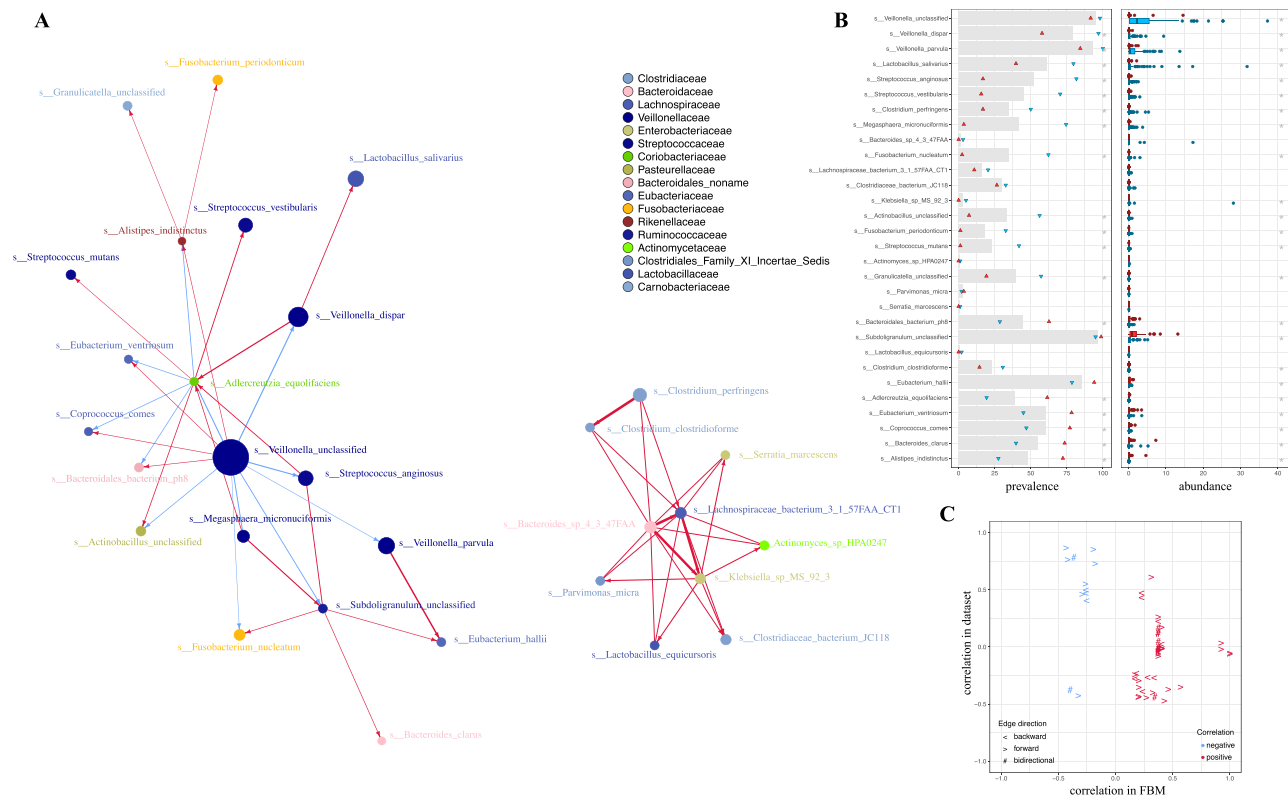 A
s__Fusobacterium_periodonticum
s__Granulicatella_unclassified
s__Lactobacillus_salivarius
s__Streptococcus_vestibularis
s__Alistipes_indistinctus
s__Streptococcus_mutans
s__Veillonella_dispar
s__Eubacterium_ventriosum
s__Adlercreutzia_equolifaciens
s__Coprococcus_comes
s__Veillonella_unclassified
s__Bacteroidales_bacterium_ph8
s__Streptococcus_anginosus
s__Megasphaera_micronuciformis
s__Actinobacillus_unclassified
s__Veillonella_parvula
s__Subdoligranulum_unclassified
s__Fusobacterium_nucleatum
s__Eubacterium_hallii
s__Bacteroides_clarus
Clostridiaceae
Bacteroidaceae
Lachnospiraceae
Veillonellaceae
Enterobacteriaceae
Streptococcaceae
Coriobacteriaceae
Pasteurellaceae
Bacteroidales_noname
Eubacteriaceae
Fusobacteriaceae
Rikenellaceae
Ruminococcaceae
Actinomycetaceae
Clostridiales_Family_XI_Incertae_Sedis
Lactobacillaceae
Carnobacteriaceae
s__Clostridium_perfringens
s__Clostridium_clostridioforme
s__Serratia_marcescens
s__Lachnospiraceae_bacterium_3_1_57FAA_CT1
s__Bacteroides_sp_4_3_47FAA
s__Actinomyces_sp_HPA0247
s__Klebsiella_sp_MS_92_3
s__Parvimonas_micra
s__Clostridiaceae_bacterium_JC118
s__Lactobacillus_equicursoris
B
s__Veillonella_unclassified
s__Veillonella_dispar
s__Veillonella_parvula
s__Lactobacillus_salivarius
s__Streptococcus_anginosus
s__Streptococcus_vestibularis
s__Clostridium_perfringens
s__Megasphaera_micronuciformis
s__Bacteroides_sp_4_3_47FAA
s__Fusobacterium_nucleatum
s__Lachnospiraceae_bacterium_3_1_57FAA_CT1
s__Clostridiaceae_bacterium_JC118
s__Klebsiella_sp_MS_92_3
s__Actinobacillus_unclassified
s__Fusobacterium_periodonticum
s__Streptococcus_mutans
s__Actinomyces_sp_HPA0247
s__Granulicatella_unclassified
s__Parvimonas_micra
s__Serratia_marcescens
s__Bacteroidales_bacterium_ph8
s__Subdoligranulum_unclassified
s__Lactobacillus_equicursoris
s__Clostridium_clostridioforme
s__Eubacterium_hallii
s__Adlercreutzia_equolifaciens
s__Eubacterium_ventriosum
s__Coprococcus_comes
s__Bacteroides_clarus
s__Alistipes_indistinctus
0 25 50 75 100
prevalence
0 10 20 30 40
abundance
C
1.0
0.5
0.0
−0.5
−1.0
correlation in dataset
Edge direction
< backward
> forward
# bidirectional
Correlation
negative
positive
−1.0 −0.5 0.0 0.5 1.0
correlation in FBM